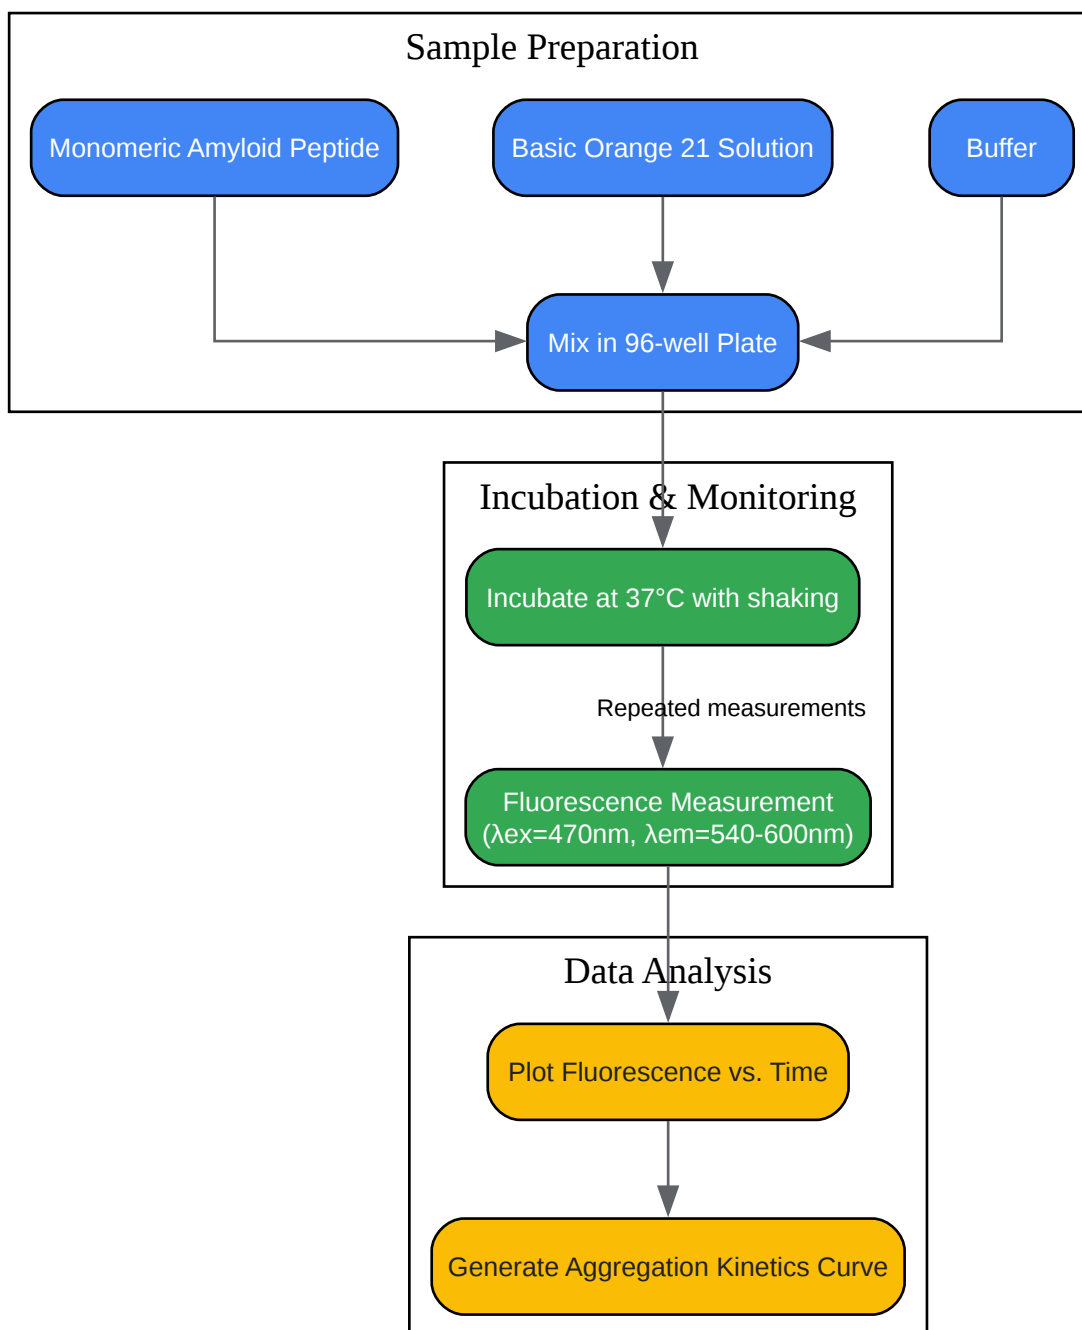 Sample Preparation
Monomeric Amyloid Peptide
Basic Orange 21 Solution
Buffer
Mix in 96-well Plate
Incubation & Monitoring
Incubate at 37°C with shaking
Repeated measurements
Fluorescence Measurement
(λex=470nm, λem=540-600nm)
Data Analysis
Plot Fluorescence vs. Time
Generate Aggregation Kinetics Curve